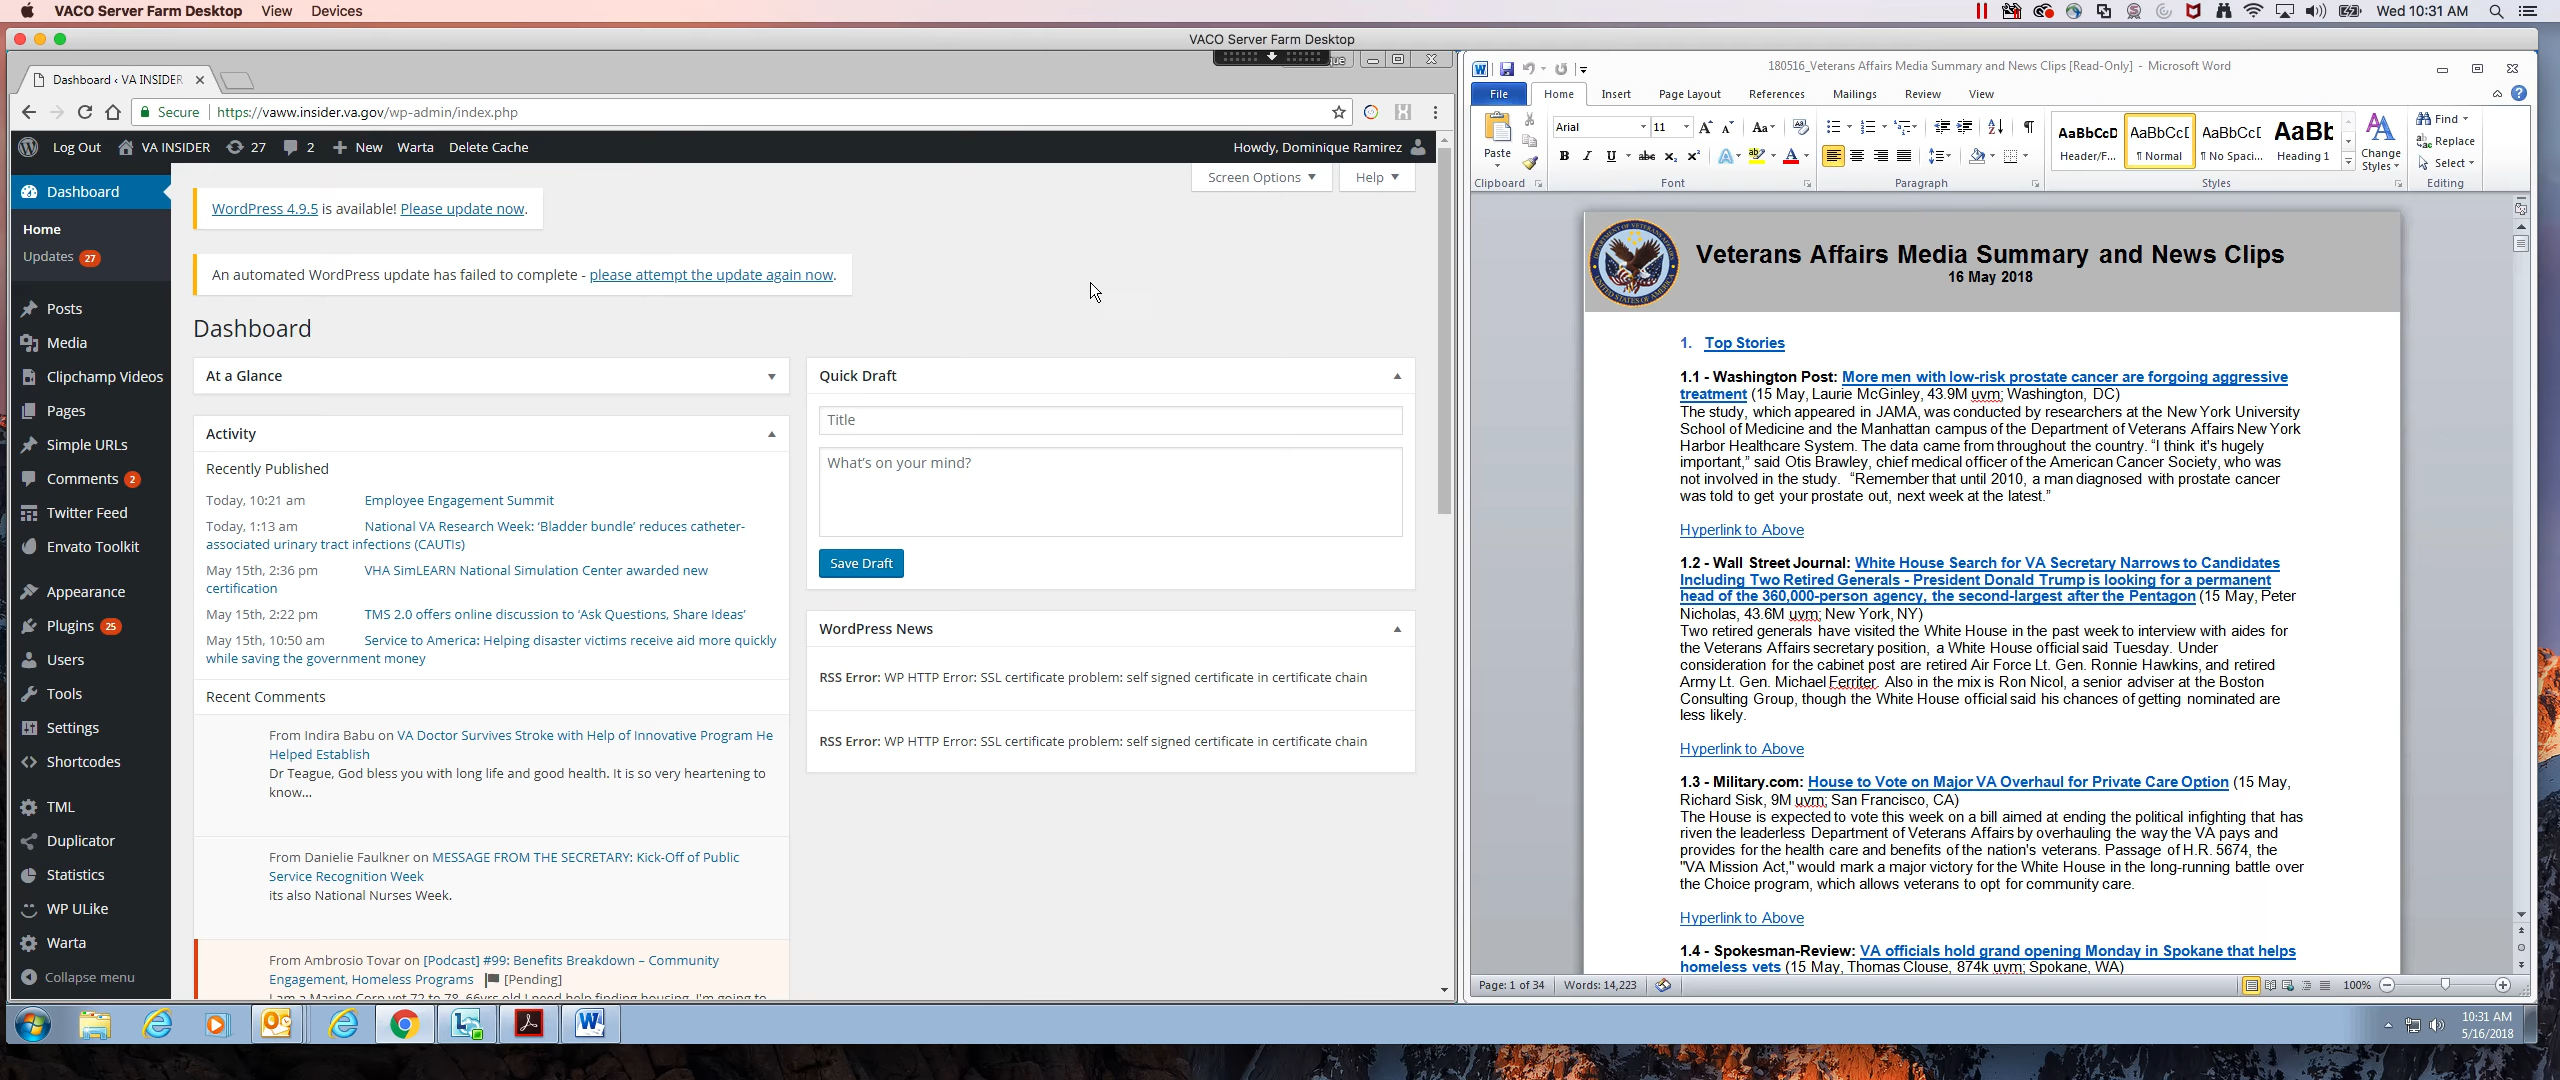 VACO Server Farm Desktop View Devices
Wed 10:31 AM
VACO Server Farm Desktop
Dashboard ‹ VA INSIDER
Secure https://vaww.insider.va.gov/wp-admin/index.php
Log Out VA INSIDER 27 2 New Warta Delete Cache
Howdy, Dominique Ramirez
Screen Options Help
Dashboard
Home
Updates 27
Posts
Media
Clipchamp Videos
Pages
Simple URLs
Comments 2
Twitter Feed
Envato Toolkit
Appearance
Plugins 25
Users
Tools
Settings
Shortcodes
TML
Duplicator
Statistics
WP ULike
Warta
Collapse menu
WordPress 4.9.5 is available! Please update now.
An automated WordPress update has failed to complete - please attempt the update again now.
Dashboard
At a Glance
Activity
Recently Published
Today, 10:21 am Employee Engagement Summit
Today, 1:13 am National VA Research Week: ‘Bladder bundle’ reduces catheter-
associated urinary tract infections (CAUTIs)
May 15th, 2:36 pm VHA SimLEARN National Simulation Center awarded new
certification
May 15th, 2:22 pm TMS 2.0 offers online discussion to ‘Ask Questions, Share Ideas’
May 15th, 10:50 am Service to America: Helping disaster victims receive aid more quickly
while saving the government money
Recent Comments
From Indira Babu on VA Doctor Survives Stroke with Help of Innovative Program He
Helped Establish
Dr Teague, God bless you with long life and good health. It is so very heartening to
know...
From Danielie Faulkner on MESSAGE FROM THE SECRETARY: Kick-Off of Public
Service Recognition Week
its also National Nurses Week.
From Ambrosio Tovar on [Podcast] #99: Benefits Breakdown – Community
Engagement, Homeless Programs [Pending]
I am a Marine Corp vet 72 to 78, 66yrs old I need help finding housing. I'm going to
Quick Draft
Title
What's on your mind?
Save Draft
WordPress News
RSS Error: WP HTTP Error: SSL certificate problem: self signed certificate in certificate chain
RSS Error: WP HTTP Error: SSL certificate problem: self signed certificate in certificate chain
180516_Veterans Affairs Media Summary and News Clips [Read-Only] - Microsoft Word
File Home Insert Page Layout References Mailings Review View
Arial 11
Paste
Clipboard Font Paragraph Styles Editing
AaBbCcD AaBbCcI AaBbCcI AaBb
Header/F... ¶ Normal ¶ No Spaci... Heading 1
Change
Styles
Find
Replace
Select
Veterans Affairs Media Summary and News Clips
16 May 2018
1. Top Stories
1.1 - Washington Post: More men with low-risk prostate cancer are forgoing aggressive
treatment (15 May, Laurie McGinley, 43.9M uvm; Washington, DC)
The study, which appeared in JAMA, was conducted by researchers at the New York University
School of Medicine and the Manhattan campus of the Department of Veterans Affairs New York
Harbor Healthcare System. The data came from throughout the country. “I think it's hugely
important,” said Otis Brawley, chief medical officer of the American Cancer Society, who was
not involved in the study. “Remember that until 2010, a man diagnosed with prostate cancer
was told to get your prostate out, next week at the latest.”
Hyperlink to Above
1.2 - Wall Street Journal: White House Search for VA Secretary Narrows to Candidates
Including Two Retired Generals - President Donald Trump is looking for a permanent
head of the 360,000-person agency, the second-largest after the Pentagon (15 May, Peter
Nicholas, 43.6M uvm; New York, NY)
Two retired generals have visited the White House in the past week to interview with aides for
the Veterans Affairs secretary position, a White House official said Tuesday. Under
consideration for the cabinet post are retired Air Force Lt. Gen. Ronnie Hawkins, and retired
Army Lt. Gen. Michael Ferriter. Also in the mix is Ron Nicol, a senior adviser at the Boston
Consulting Group, though the White House official said his chances of getting nominated are
less likely.
Hyperlink to Above
1.3 - Military.com: House to Vote on Major VA Overhaul for Private Care Option (15 May,
Richard Sisk, 9M uvm; San Francisco, CA)
The House is expected to vote this week on a bill aimed at ending the political infighting that has
riven the leaderless Department of Veterans Affairs by overhauling the way the VA pays and
provides for the health care and benefits of the nation's veterans. Passage of H.R. 5674, the
"VA Mission Act," would mark a major victory for the White House in the long-running battle over
the Choice program, which allows veterans to opt for community care.
Hyperlink to Above
1.4 - Spokesman-Review: VA officials hold grand opening Monday in Spokane that helps
homeless vets (15 May, Thomas Clouse, 874k uvm; Spokane, WA)
Page: 1 of 34 Words: 14,223 100%
10:31 AM
5/16/2018